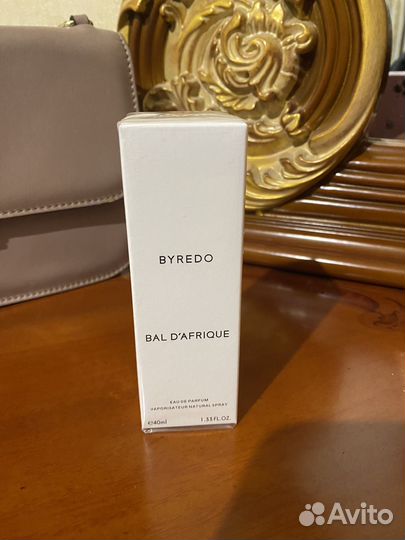 BYREDO
BAL D'AFRIQUE
EAU DE PARFUM
VAPORISATEUR NATURAL SPRAY
e40ml 1.33 FL.OZ.
Avito